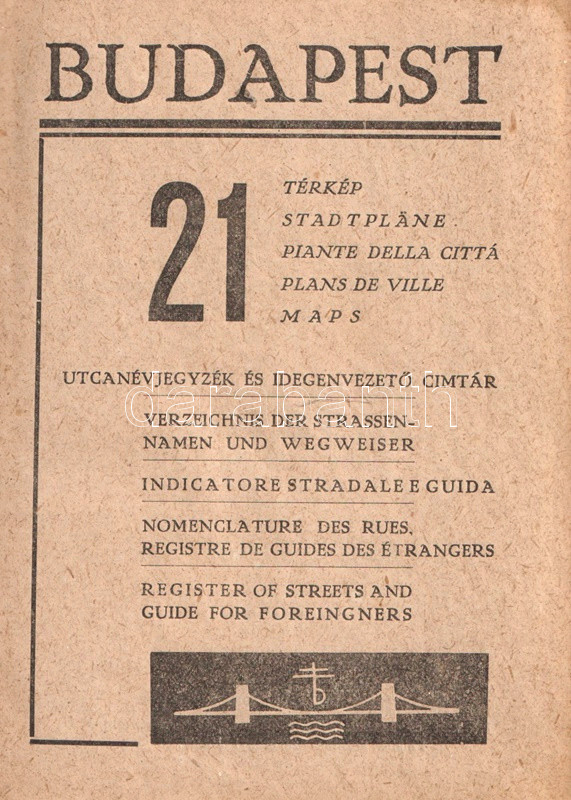 BUDAPEST
21
TÉRKÉP
STADTPLÄNE.
PIANTE DELLA CITTÁ
PLANS DE VILLE
MAPS
UTCANÉVJEGYZÉK ÉS IDEGENVEZETŐ CIMTÁR
VERZEICHNIS DER STRASSEN-
NAMEN UND WEGWEISER
INDICATORE STRADALE E GUIDA
NOMENCLATURE DES RUES,
REGISTRE DE GUIDES DES ÉTRANGERS
REGISTER OF STREETS AND
GUIDE FOR FOREINGNERS
darabanth
b